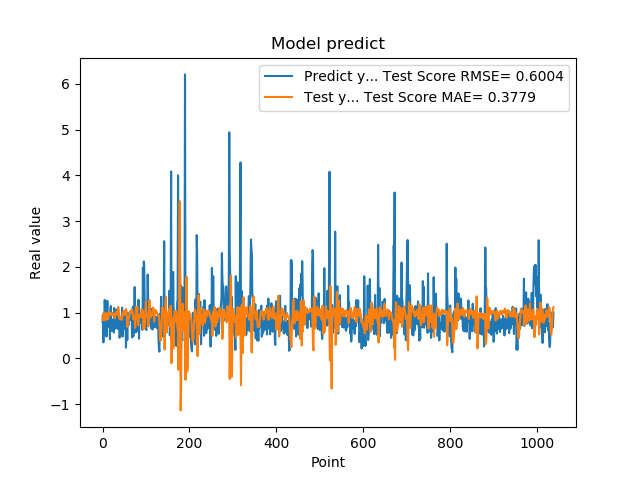 Model predict
Predict y... Test Score RMSE= 0.6004
Test y... Test Score MAE= 0.3779
6
5
4
3
2
1
0
−1
Real value
0 200 400 600 800 1000
Point